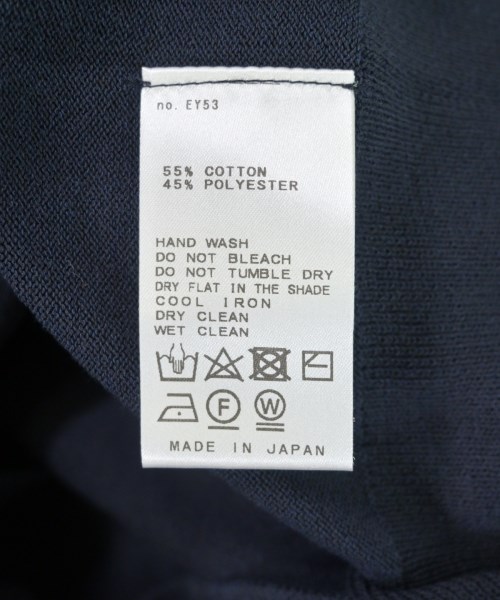 no. EY53
55% COTTON
45% POLYESTER
HAND WASH
DO NOT BLEACH
DO NOT TUMBLE DRY
DRY FLAT IN THE SHADE
COOL IRON
DRY CLEAN
WET CLEAN
F W
MADE IN JAPAN